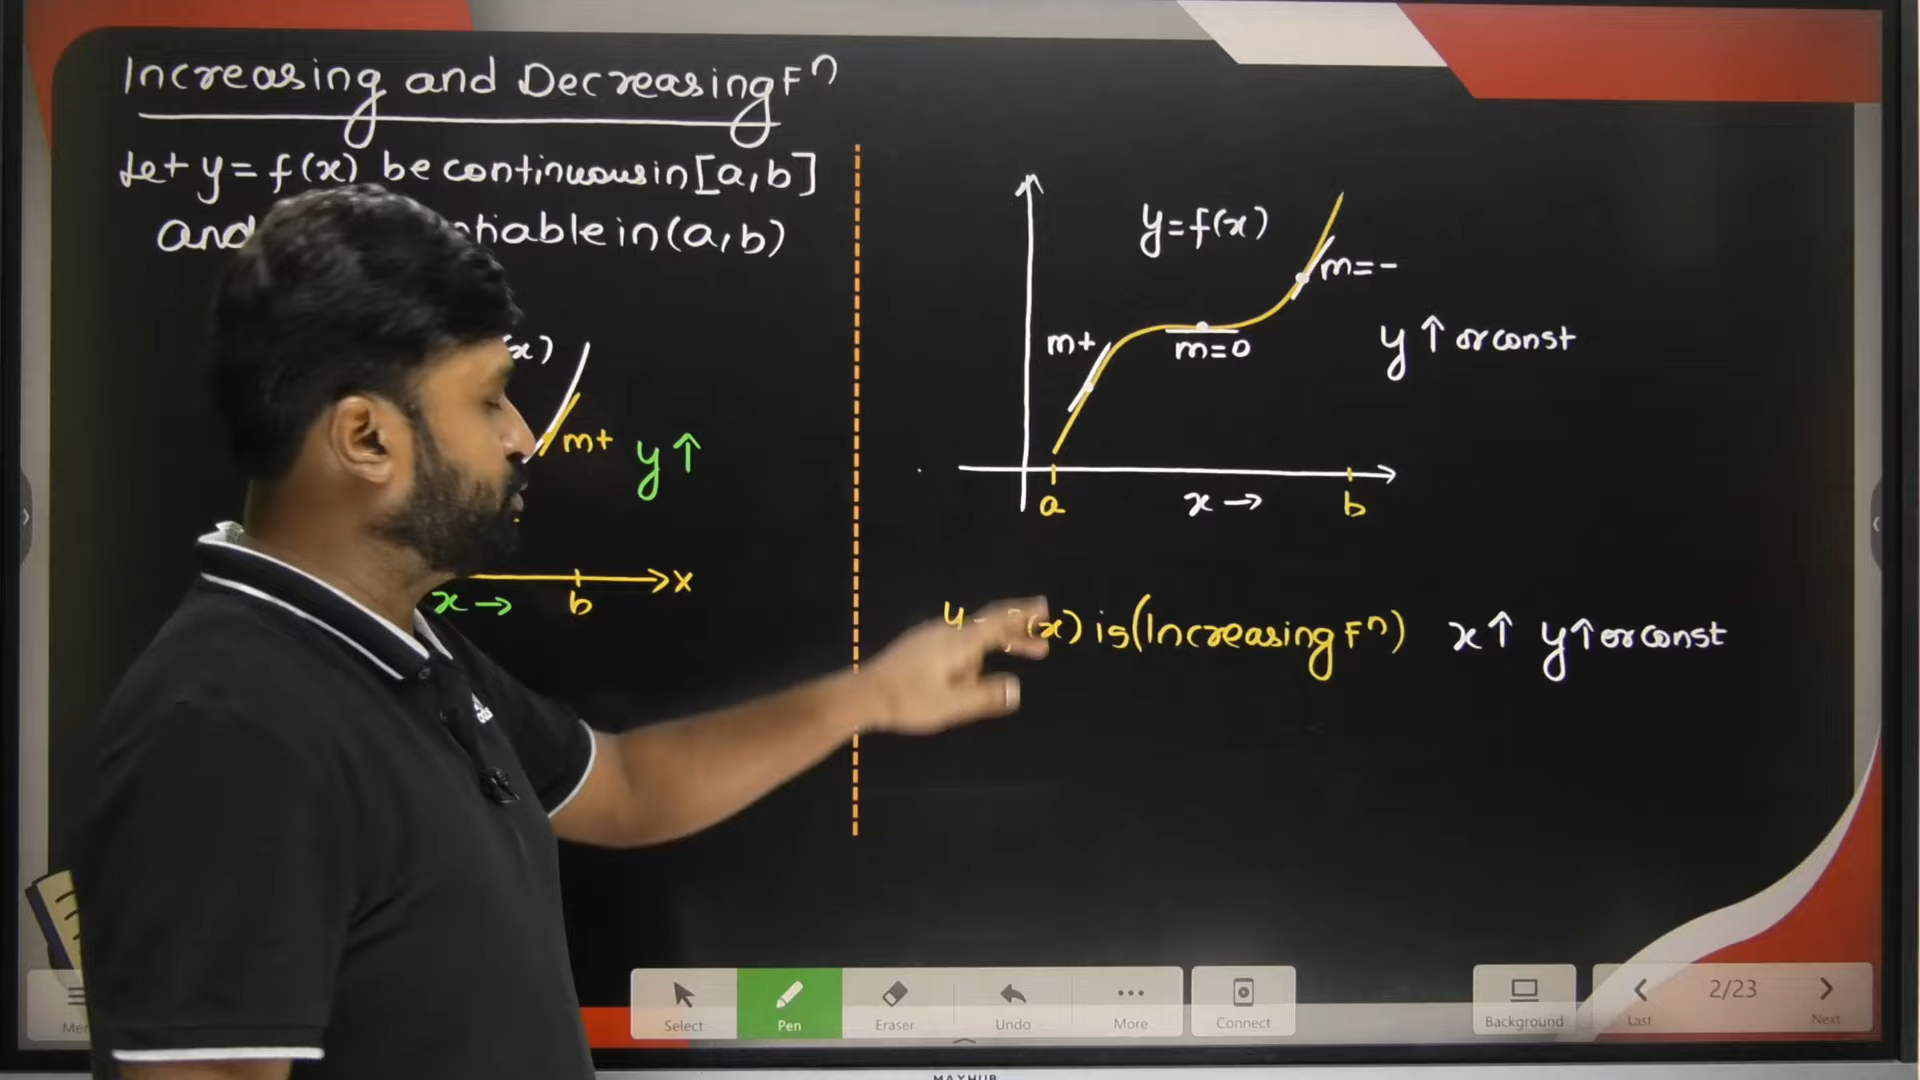 Increasing and Decreasing Fⁿ
Let y = f(x) be continuous in [a,b]
and tiable in (a,b)
(x)
m+
y↑
x →
b
X
y = f(x)
m = -
m+
m = 0
y ↑ or const
a
x →
b
(x) is (Increasing Fⁿ) x↑ y↑ or const
Select
Pen
Eraser
Undo
More
Connect
Background
Last
2/23
Next